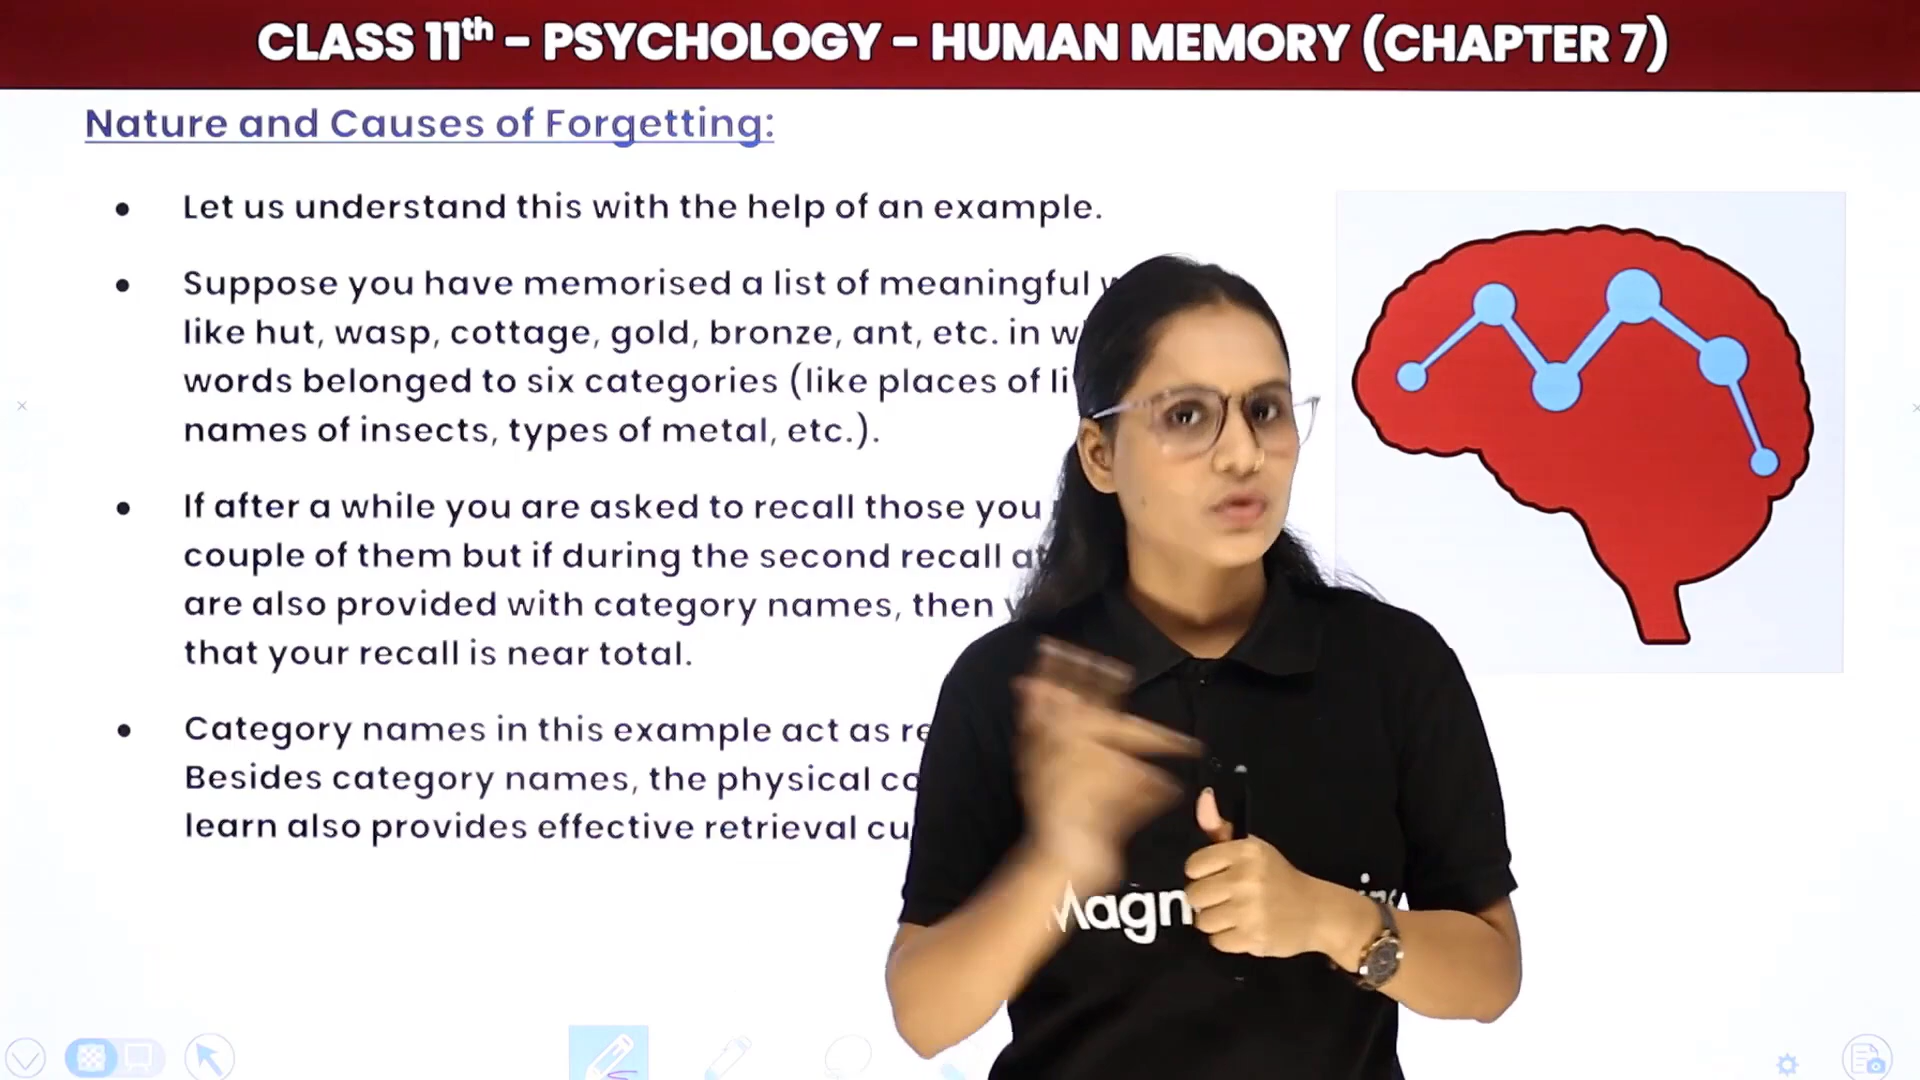 CLASS 11th - PSYCHOLOGY - HUMAN MEMORY (CHAPTER 7)
Nature and Causes of Forgetting:
• Let us understand this with the help of an example.
• Suppose you have memorised a list of meaningful
like hut, wasp, cottage, gold, bronze, ant, etc. in
words belonged to six categories (like places of
names of insects, types of metal, etc.).
• If after a while you are asked to recall those you
couple of them but if during the second recall
are also provided with category names, then
that your recall is near total.
• Category names in this example act as
Besides category names, the physical
learn also provides effective retrieval
Magn